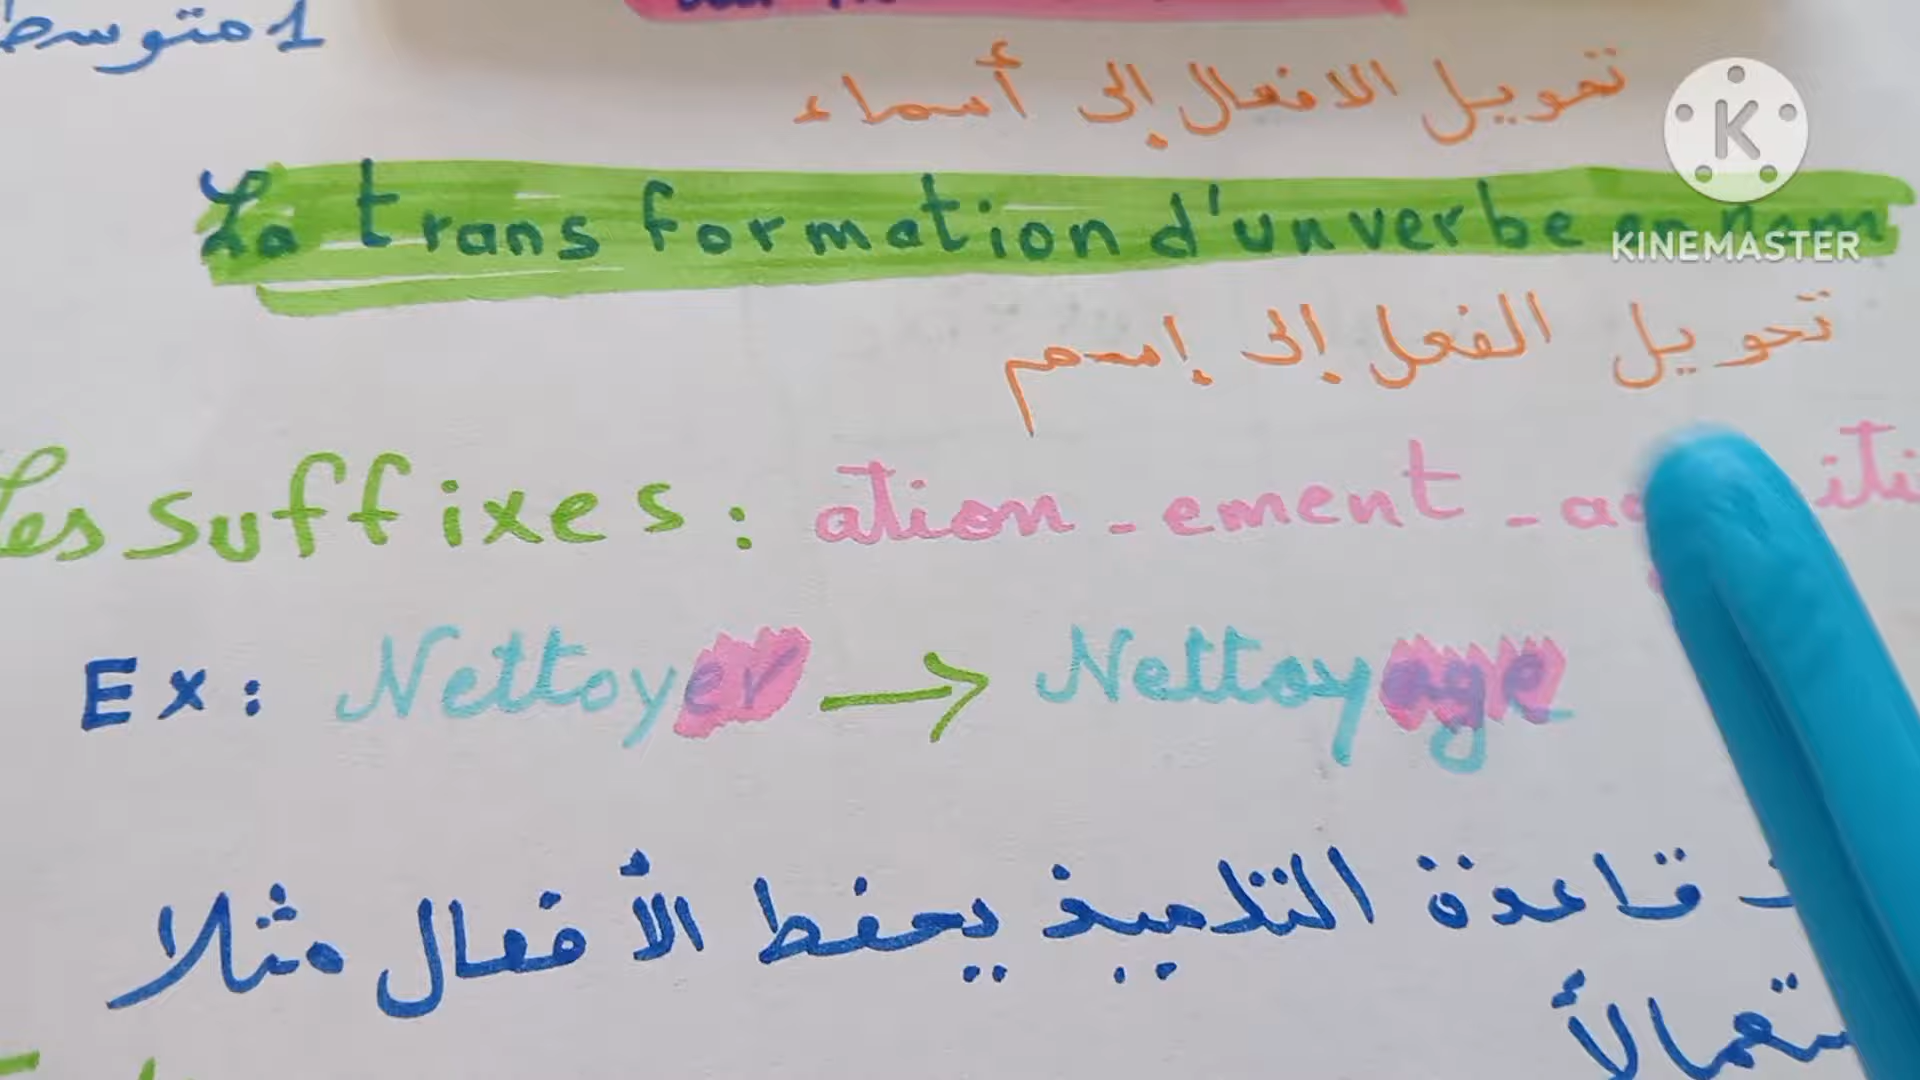 1 متوسط
تحويل الافعال إلى أسماء
La transformation d'un verbe en nom
KINEMASTER
تحويل الفعل إلى إسم
Les suffixes : ation - ement -
Ex : Nettoyer → Nettoyage
قاعدة التلميذ يحفظ الأفعال مثلا